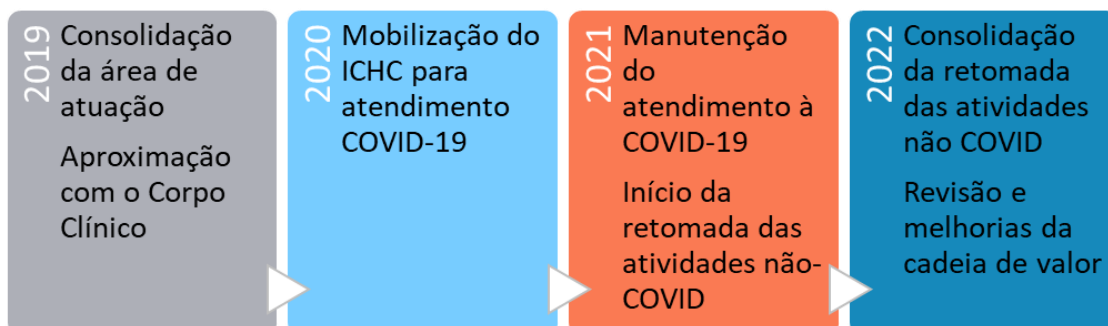 2019
Consolidação
da área de
atuação
Aproximação
com o Corpo
Clínico
2020
Mobilização do
ICHC para
atendimento
COVID-19
2021
Manutenção
do
atendimento à
COVID-19
Início da
retomada das
atividades não-
COVID
2022
Consolidação
da retomada
das atividades
não COVID
Revisão e
melhorias da
cadeia de valor